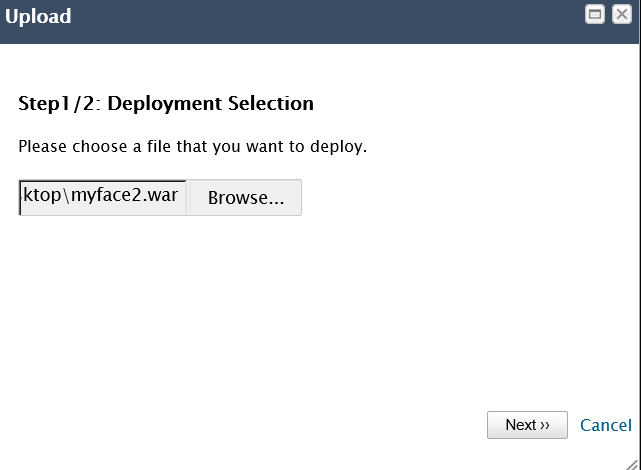 Upload
Step1/2: Deployment Selection
Please choose a file that you want to deploy.
ktop\myface2.war Browse...
Next ›› Cancel